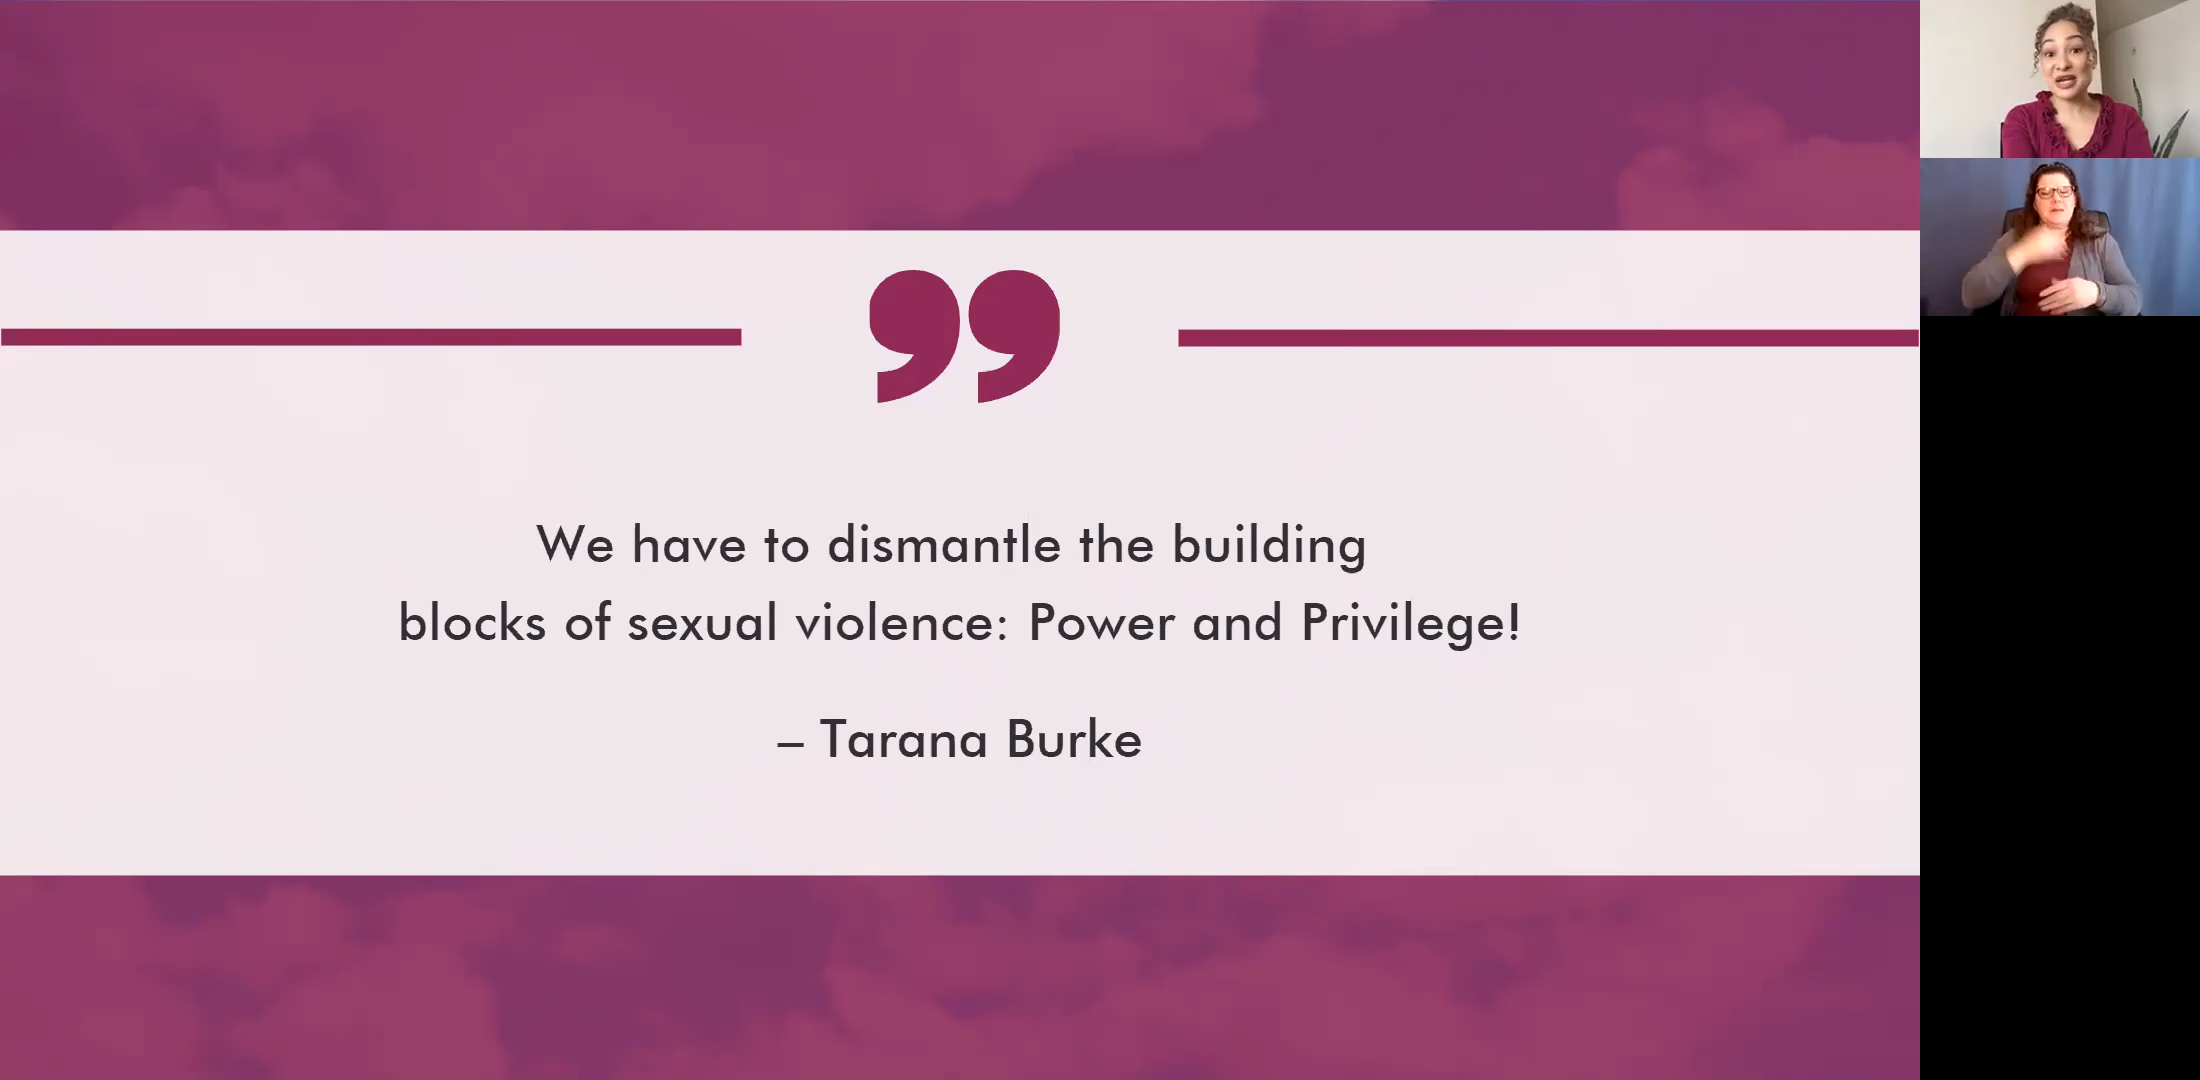 ”
We have to dismantle the building
blocks of sexual violence: Power and Privilege!
– Tarana Burke